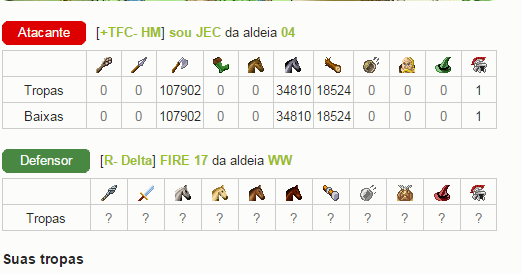 Atacante [+TFC- HM] sou JEC da aldeia 04
Tropas 0 0 107902 0 0 34810 18524 0 0 0 1
Baixas 0 0 107902 0 0 34810 18524 0 0 0 1
Defensor [R- Delta] FIRE 17 da aldeia WW
Tropas ? ? ? ? ? ? ? ? ? ? ?
Suas tropas